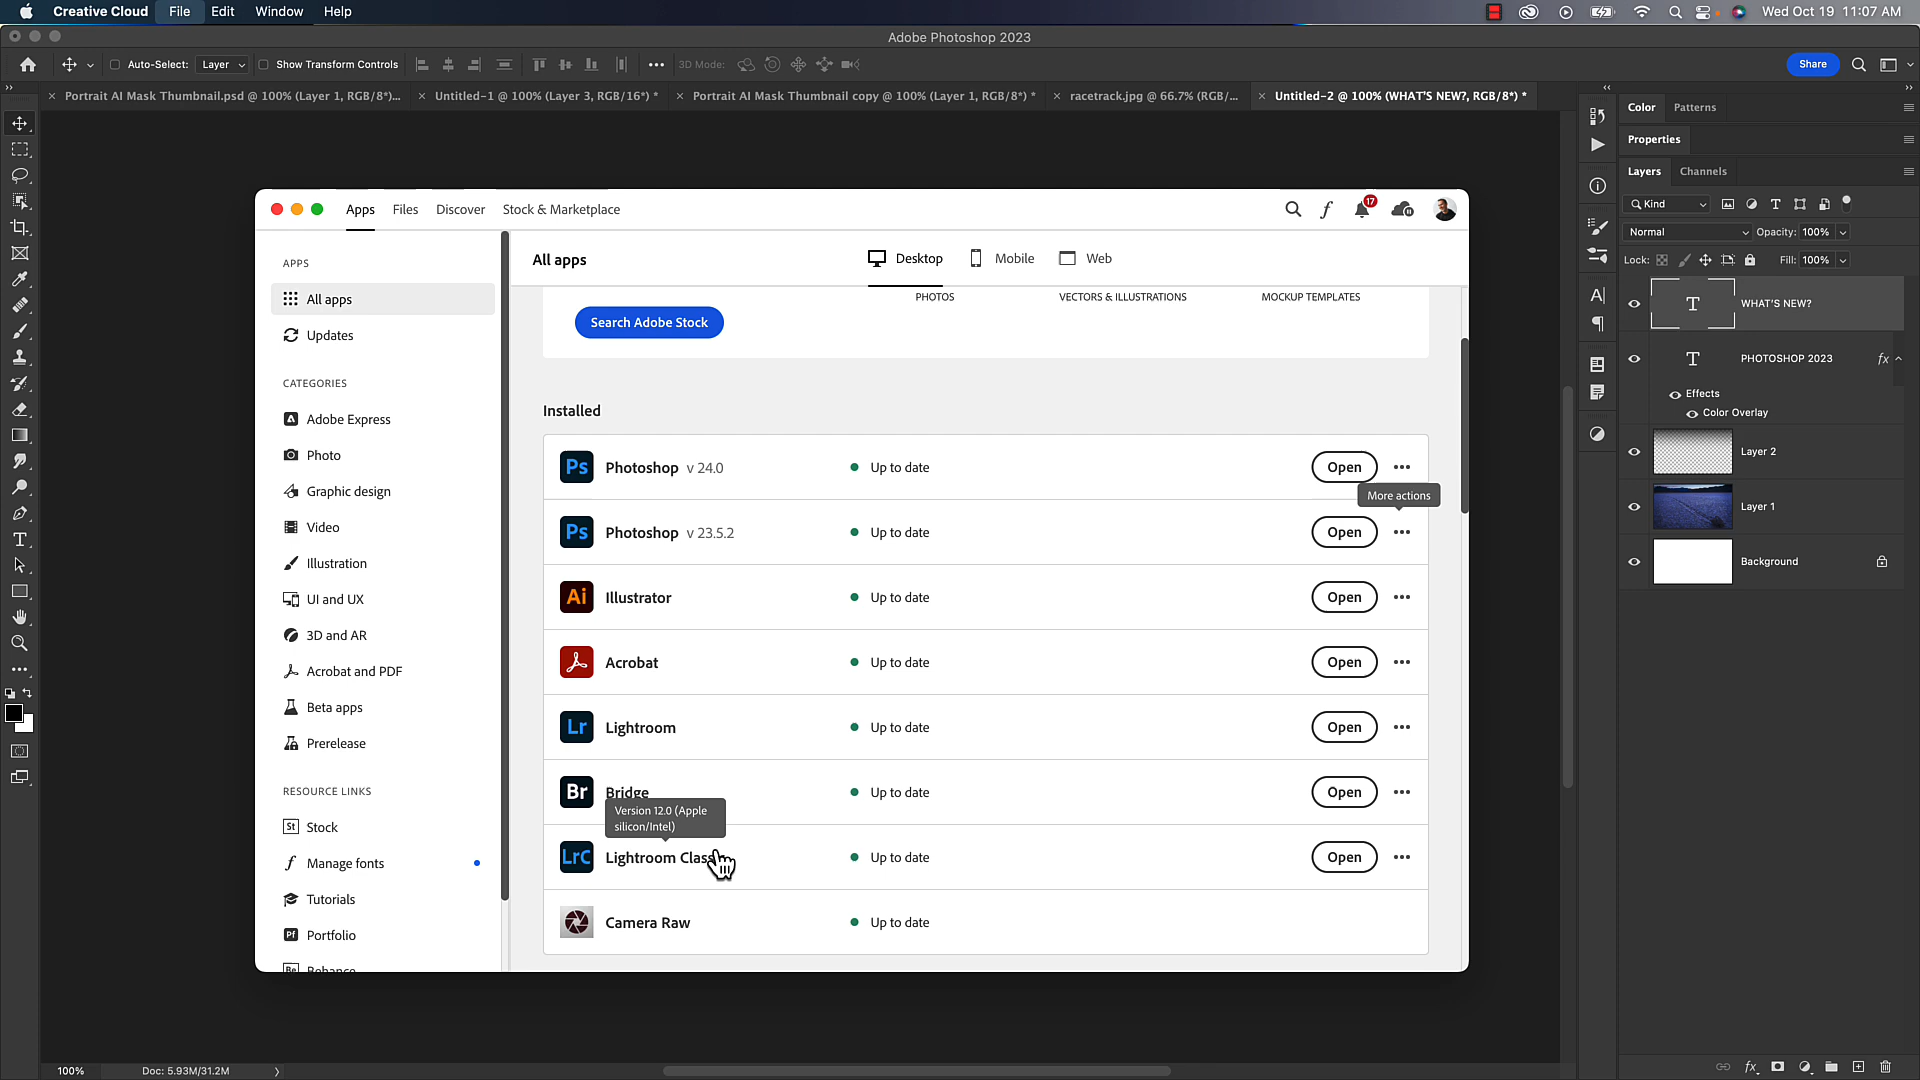 Creative Cloud File Edit Window Help
Wed Oct 19 11:07 AM
Adobe Photoshop 2023
Auto-Select: Layer Show Transform Controls 3D Mode: Share
Portrait AI Mask Thumbnail.psd @ 100% (Layer 1, RGB/8*)...
Untitled-1 @ 100% (Layer 3, RGB/16*) *
Portrait AI Mask Thumbnail copy @ 100% (Layer 1, RGB/8*) *
racetrack.jpg @ 66.7% (RGB/...
Untitled-2 @ 100% (WHAT'S NEW?, RGB/8*) *
Apps Files Discover Stock & Marketplace
17
APPS
All apps
Updates
CATEGORIES
Adobe Express
Photo
Graphic design
Video
Illustration
UI and UX
3D and AR
Acrobat and PDF
Beta apps
Prerelease
RESOURCE LINKS
St Stock
Manage fonts
Tutorials
Pf Portfolio
Be Behance
All apps
Desktop Mobile Web
PHOTOS VECTORS & ILLUSTRATIONS MOCKUP TEMPLATES
Search Adobe Stock
Installed
Ps Photoshop v 24.0 Up to date Open
More actions
Ps Photoshop v 23.5.2 Up to date Open
Ai Illustrator Up to date Open
Acrobat Up to date Open
Lr Lightroom Up to date Open
Br Bridge Up to date Open
Version 12.0 (Apple
silicon/Intel)
LrC Lightroom Class Up to date Open
Camera Raw Up to date
Color Patterns
Properties
Layers Channels
Kind
Normal Opacity: 100%
Lock: Fill: 100%
WHAT'S NEW?
PHOTOSHOP 2023 fx
Effects
Color Overlay
Layer 2
Layer 1
Background
100% Doc: 5.93M/31.2M
fx